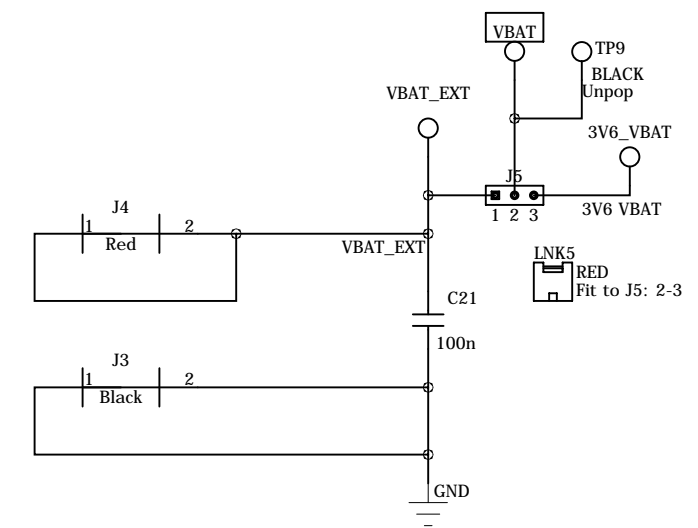 VBAT
TP9
BLACK
Unpop
VBAT_EXT
3V6_VBAT
J5
1 2 3
3V6 VBAT
J4
1 2
Red
VBAT_EXT
LNK5
RED
Fit to J5: 2-3
C21
100n
J3
1 2
Black
GND